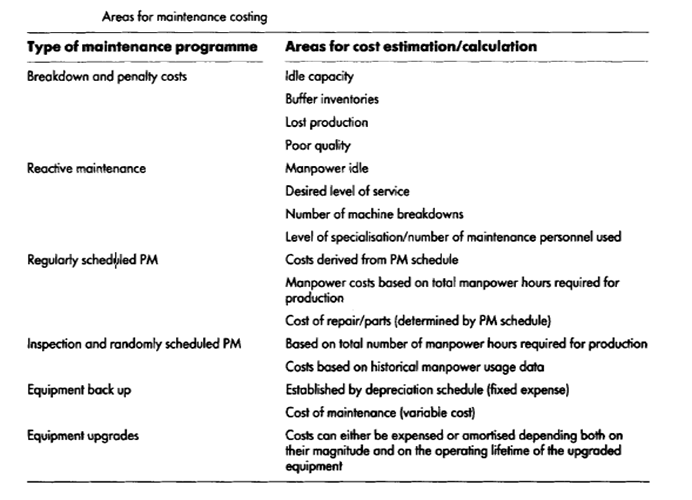 Areas for maintenance costing
Type of maintenance programme Areas for cost estimation/calculation
Breakdown and penalty costs Idle capacity
Buffer inventories
Lost production
Poor quality
Reactive maintenance Manpower idle
Desired level of service
Number of machine breakdowns
Level of specialisation/number of maintenance personnel used
Regularly scheduled PM Costs derived from PM schedule
Manpower costs based on total manpower hours required for
production
Cost of repair/parts (determined by PM schedule)
Inspection and randomly scheduled PM Based on total number of manpower hours required for production
Costs based on historical manpower usage data
Equipment back up Established by depreciation schedule (fixed expense)
Cost of maintenance (variable cost)
Equipment upgrades Costs can either be expensed or amortised depending both on
their magnitude and on the operating lifetime of the upgraded
equipment